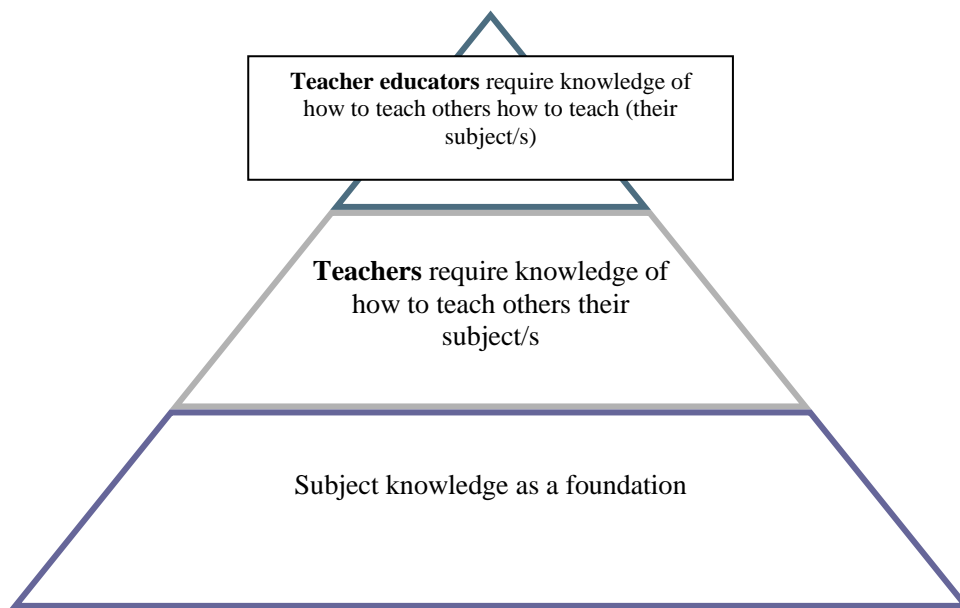 Teacher educators require knowledge of
how to teach others how to teach (their
subject/s)
Teachers require knowledge of
how to teach others their
subject/s
Subject knowledge as a foundation